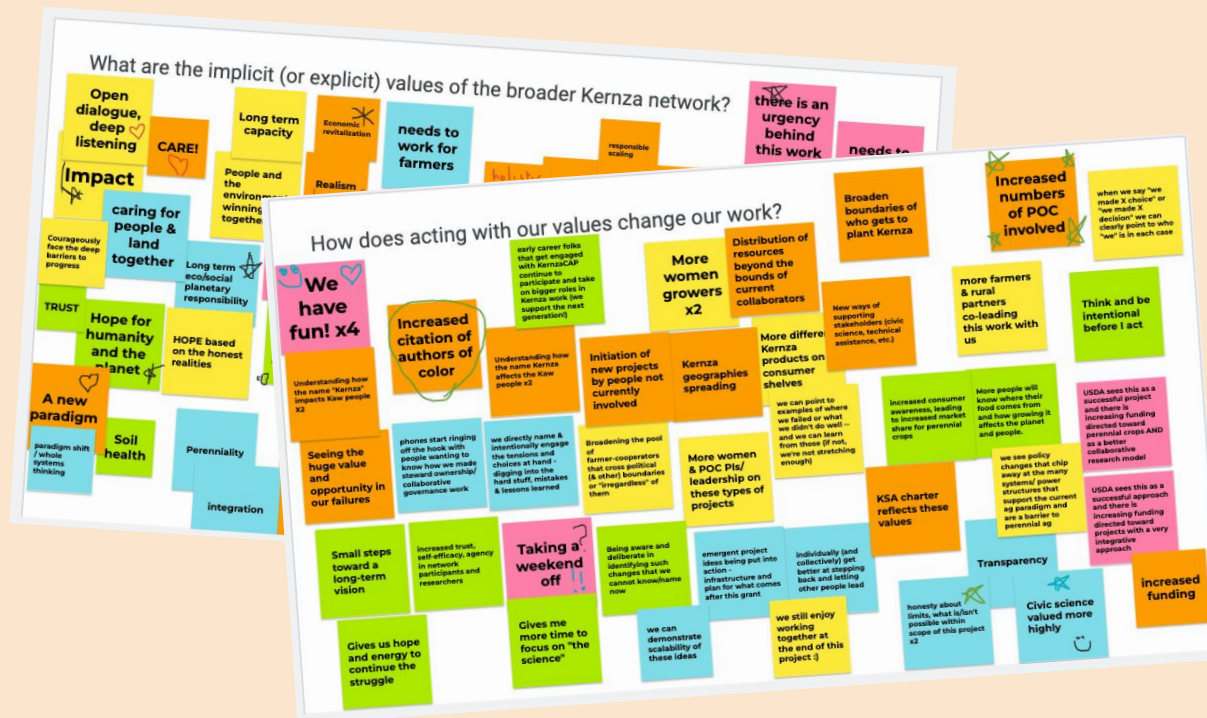 What are the implicit (or explicit) values of the broader Kernza network?
Open
dialogue,
deep
listening
CARE!
Long term
capacity
Economic
revitalization
needs to
work for
farmers
responsible
scaling
there is an
urgency
behind
this work
needs to
Impact
People and
the
winning
Realism
holistic
caring for
people &
land
together
Courageously
face the deep
barriers to
progress
Long term
eco/social
planetary
responsibility
TRUST
Hope for
humanity
and the
planet
HOPE based
on the honest
realities
A new
paradigm
paradigm shift
/ whole
systems
thinking
Soil
health
Perenniality
integration
How does acting with our values change our work?
We
have
fun! x4
Increased
citation of
authors of
color
early career folks
that get engaged
with KernzaCAP
continue to
participate and take
on bigger roles in
Kernza work (we
support the next
generation!)
More
women
growers
x2
Distribution of
resources
beyond the
bounds of
current
collaborators
Broaden
boundaries of
who gets to
plant Kernza
Increased
numbers
of POC
involved
when we say "we
made X choice" or
"we made X
decision" we can
clearly point to who
"we" is in each case
Understanding how
the name "Kernza"
impacts Kaw people
X2
Understanding how
the name Kernza
affects the Kaw
people x2
Initiation of
new projects
by people not
currently
involved
Kernza
geographies
spreading
More
Kernza
products on
consumer
shelves
New ways of
supporting
stakeholders (civic
science, technical
assistance, etc.)
more farmers
& rural
partners
co-leading
this work with
us
Think and be
intentional
before I act
Seeing the
huge value
and
opportunity in
our failures
phones start ringing
off the hook with
people wanting to
know how we made
steward ownership/
collaborative
governance work
we directly name &
intentionally engage
the tensions and
choices at hand -
digging into the
hard stuff, mistakes
& lessons learned
Broadening the pool
of
farmer-cooperators
that cross political
(& other) boundaries
or "irregardless" of
them
More women
& POC PIs/
leadership on
these types of
projects
we can point to
examples of where
we failed or what
we didn't do well --
and we can learn
from those (if not,
we're not stretching
enough)
increased consumer
awareness, leading
to increased market
share for perennial
crops
More people will
know where their
food comes from
and how growing it
affects the planet
and people.
USDA sees this as a
successful project
and there is
increasing funding
directed toward
perennial crops AND
as a better
collaborative
research model
KSA charter
reflects these
values
we see policy
changes that chip
away at the many
systems/ power
structures that
support the current
ag paradigm and
are a barrier to
perennial ag
USDA sees this as a
successful approach
and there is
increasing funding
directed toward
projects with a very
integrative
approach
Small steps
toward a
long-term
vision
increased trust,
self-efficacy, agency
in network
participants and
researchers
Taking a
weekend
off
?
!!
Being aware and
deliberate in
identifying such
changes that we
cannot know/name
now
emergent project
ideas being put into
action -
infrastructure and
plan for what comes
after this grant
individually (and
collectively) get
better at stepping
back and letting
other people lead
Transparency
increased
funding
Gives us hope
and energy to
continue the
struggle
Gives me
more time to
focus on "the
science"
we can
demonstrate
scalability of
these ideas
we still enjoy
working
together at
the end of this
project :)
honesty about
limits, what is/isn't
possible within
scope of this project
x2
Civic science
valued more
highly